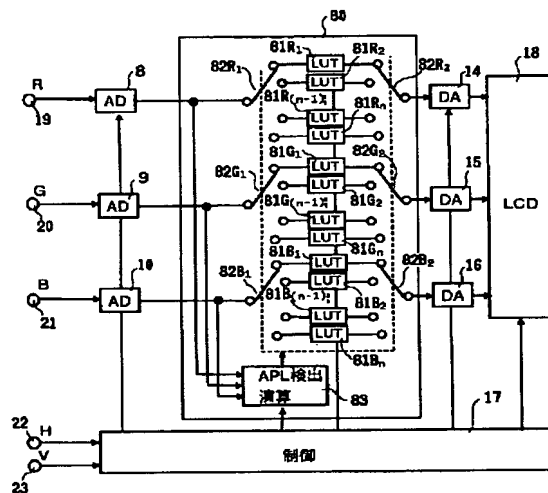 80
81R1
81R2
82R1
82R2
LUT
LUT
R
8
AD
19
81R(n-1)
LUT
LUT
81Rn
14
DA
18
81G1
LUT
LUT
81G2
82G1
82G2
G
9
AD
20
81G(n-1)
LUT
LUT
81Gn
15
DA
LCD
81B1
LUT
LUT
81B2
82B1
82B2
B
10
AD
21
81B(n-1)
LUT
LUT
81Bn
16
DA
APL検出
演算
83
17
22
H
V
23
制御